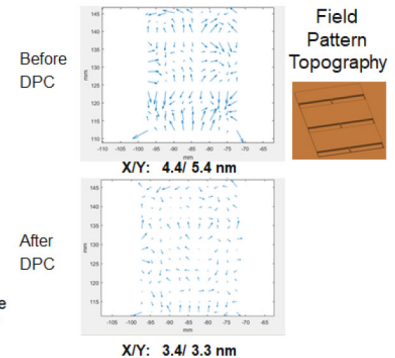 Before
DPC
145
140
135
130
125
120
115
110
mm
-110 -105 -100 -95 -90 -85 -80 -75 -70 -65
mm
X/Y: 4.4/ 5.4 nm
Field
Pattern
Topography
After
DPC
145
140
135
130
125
120
115
mm
-105 -100 -95 -90 -85 -80 -75 -70 -65
mm
X/Y: 3.4/ 3.3 nm
e